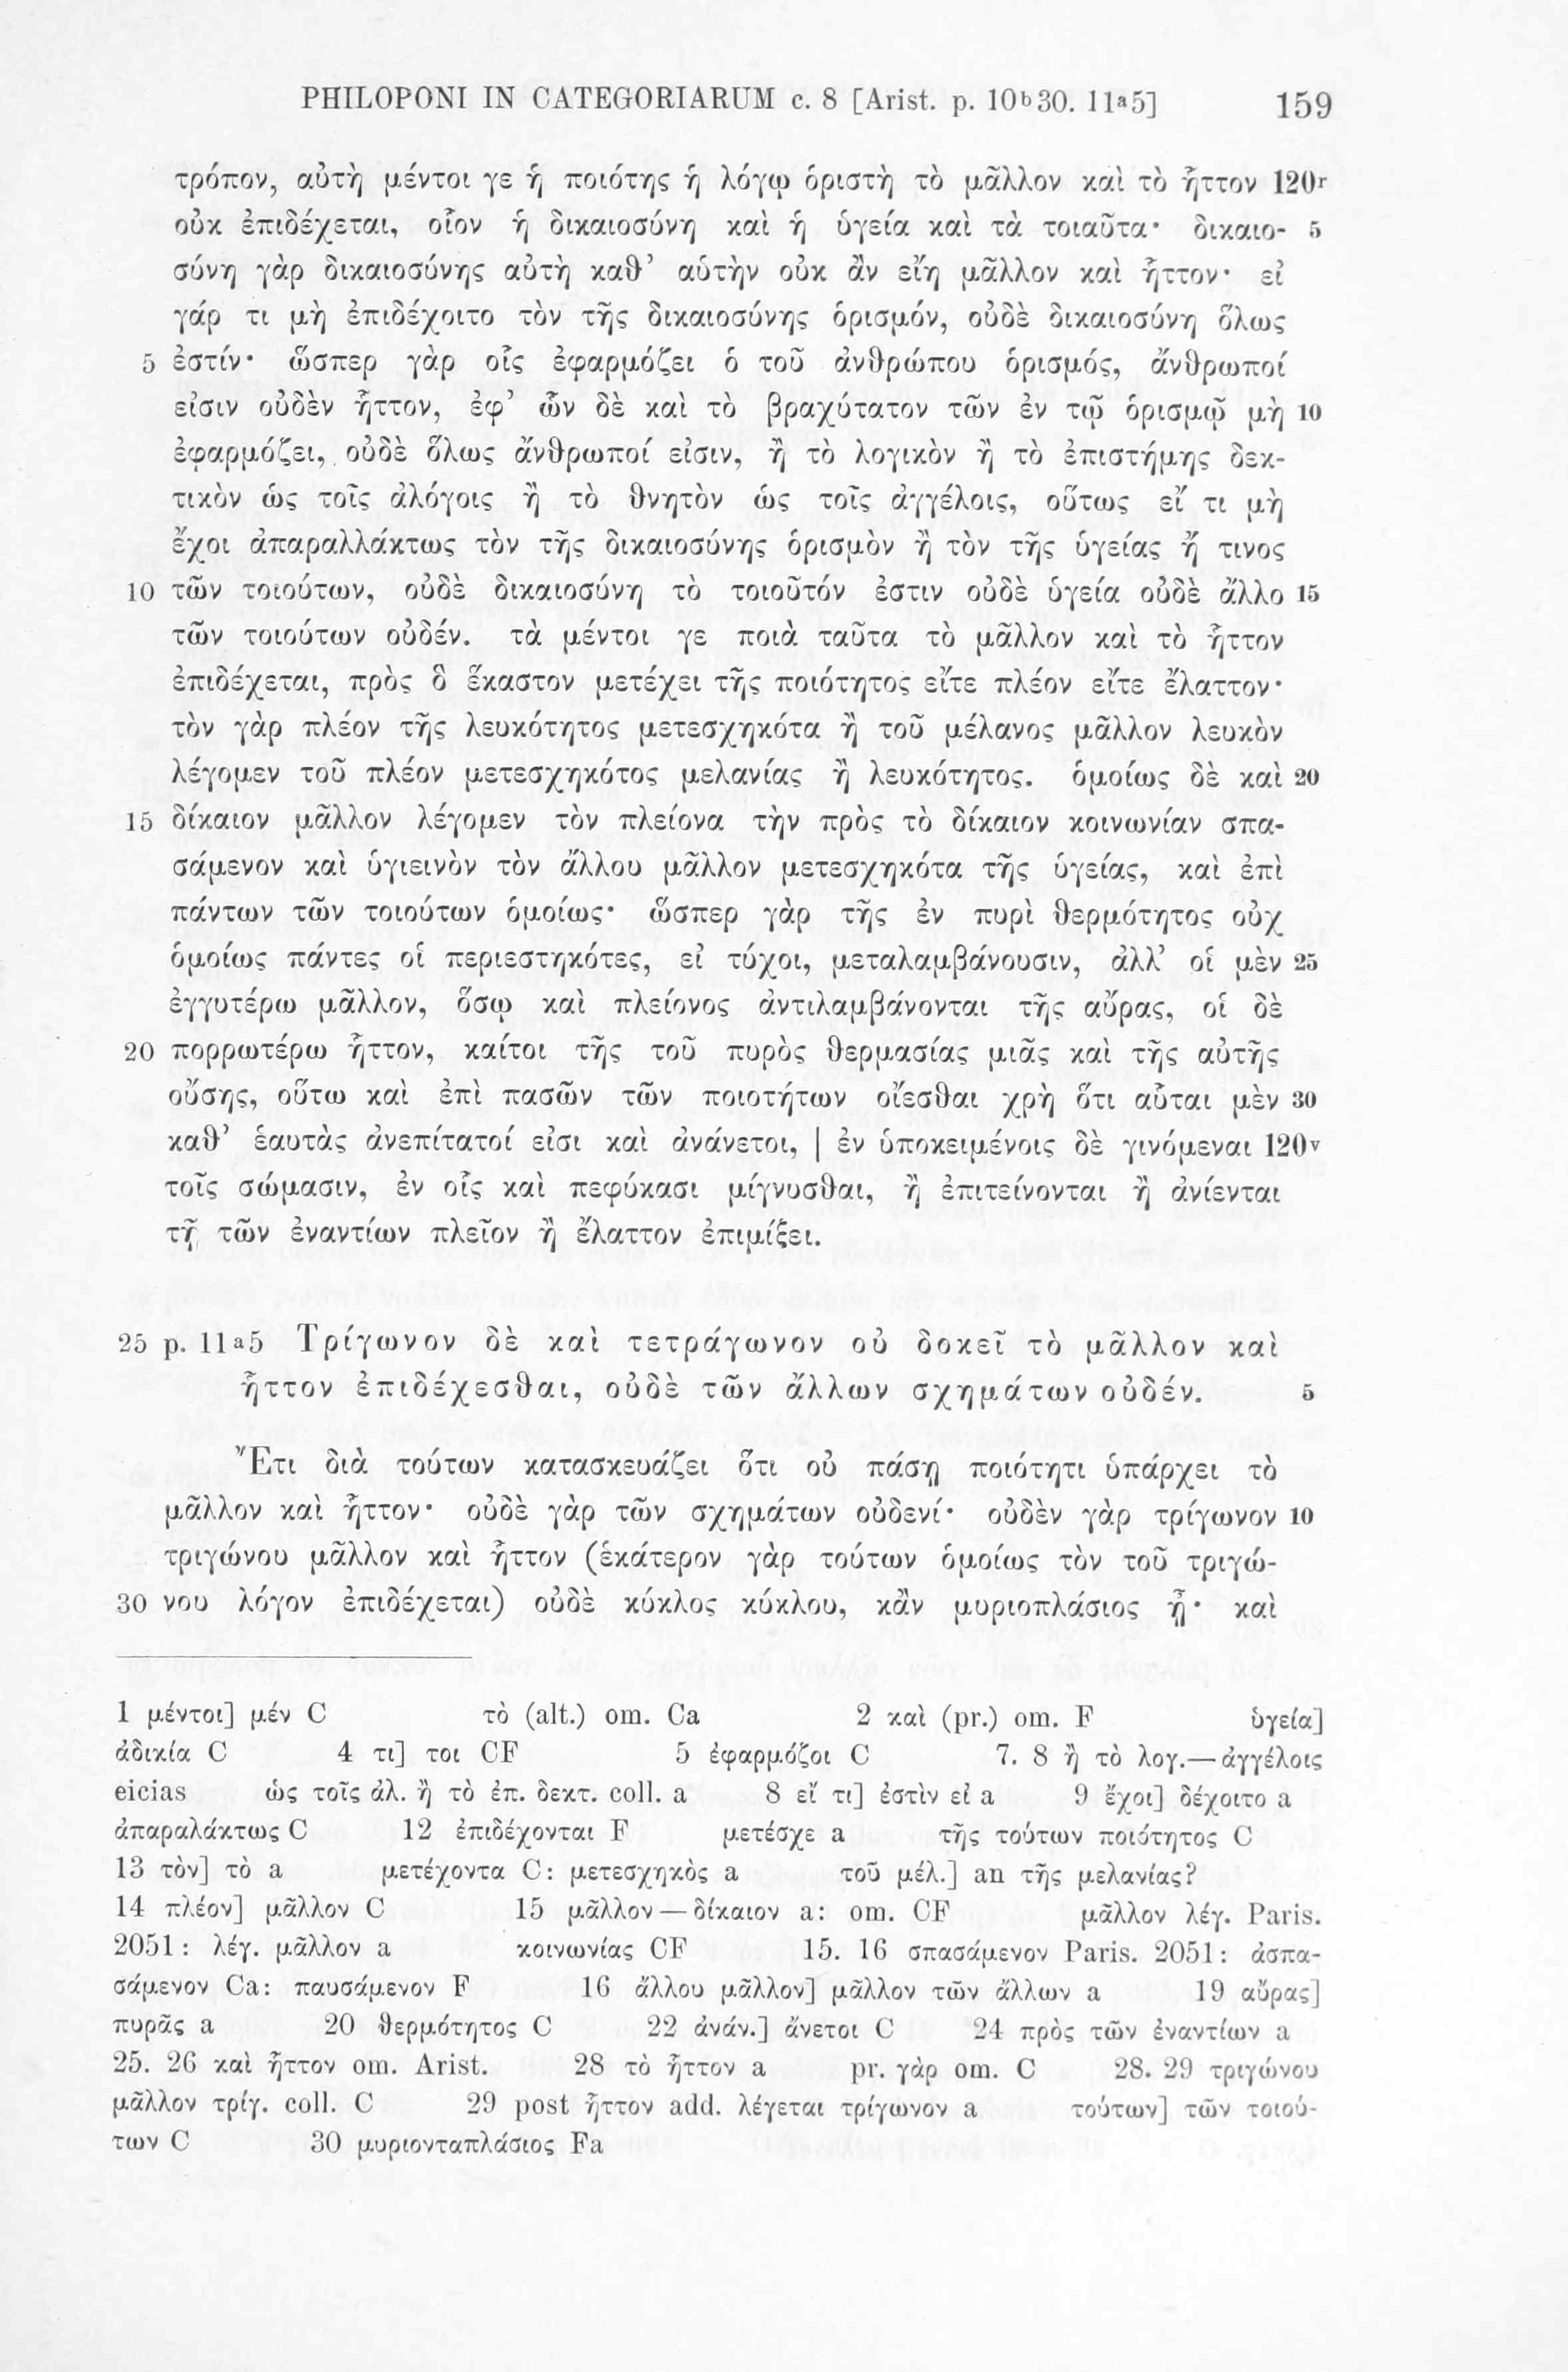 PHILOPONI IN CATEGORIARUM c. 8 [Arist. p. 10b30. 11a5] 159
τρόπον, αὐτὴ μέντοι γε ἡ ποιότης ἡ λόγῳ ὁριστὴ τὸ μᾶλλον καὶ τὸ ἧττον 120r
οὐκ ἐπιδέχεται, οἷον ἡ δικαιοσύνη καὶ ἡ ὑγεία καὶ τὰ τοιαῦτα· δικαιο- 5
σύνη γὰρ δικαιοσύνης αὐτὴ καθ’ αὑτὴν οὐκ ἂν εἴη μᾶλλον καὶ ἧττον· εἰ
γάρ τι μὴ ἐπιδέχοιτο τὸν τῆς δικαιοσύνης ὁρισμόν, οὐδὲ δικαιοσύνη ὅλως
5 ἐστίν· ὥσπερ γὰρ οἷς ἐφαρμόζει ὁ τοῦ ἀνθρώπου ὁρισμός, ἄνθρωποί
εἰσιν οὐδὲν ἧττον, ἐφ’ ὧν δὲ καὶ τὸ βραχύτατον τῶν ἐν τῷ ὁρισμῷ μὴ 10
ἐφαρμόζει, οὐδὲ ὅλως ἄνθρωποί εἰσιν, ἢ τὸ λογικὸν ἢ τὸ ἐπιστήμης δεκ-
τικὸν ὡς τοῖς ἀλόγοις ἢ τὸ θνητὸν ὡς τοῖς ἀγγέλοις, οὕτως εἴ τι μὴ
ἔχοι ἀπαραλλάκτως τὸν τῆς δικαιοσύνης ὁρισμὸν ἢ τὸν τῆς ὑγείας ἤ τινος
10 τῶν τοιούτων, οὐδὲ δικαιοσύνη τὸ τοιοῦτόν ἐστιν οὐδὲ ὑγεία οὐδὲ ἄλλο 15
τῶν τοιούτων οὐδέν. τὰ μέντοι γε ποιὰ ταῦτα τὸ μᾶλλον καὶ τὸ ἧττον
ἐπιδέχεται, πρὸς ὃ ἕκαστον μετέχει τῆς ποιότητος εἴτε πλέον εἴτε ἔλαττον·
τὸν γὰρ πλέον τῆς λευκότητος μετεσχηκότα ἢ τοῦ μέλανος μᾶλλον λευκὸν
λέγομεν τοῦ πλέον μετεσχηκότος μελανίας ἢ λευκότητος. ὁμοίως δὲ καὶ 20
15 δίκαιον μᾶλλον λέγομεν τὸν πλείονα τὴν πρὸς τὸ δίκαιον κοινωνίαν σπα-
σάμενον καὶ ὑγιεινὸν τὸν ἄλλου μᾶλλον μετεσχηκότα τῆς ὑγείας, καὶ ἐπὶ
πάντων τῶν τοιούτων ὁμοίως· ὥσπερ γὰρ τῆς ἐν πυρὶ θερμότητος οὐχ
ὁμοίως πάντες οἱ περιεστηκότες, εἰ τύχοι, μεταλαμβάνουσιν, ἀλλ’ οἱ μὲν 25
ἐγγυτέρω μᾶλλον, ὅσῳ καὶ πλείονος ἀντιλαμβάνονται τῆς αὔρας, οἱ δὲ
20 πορρωτέρω ἧττον, καίτοι τῆς τοῦ πυρὸς θερμασίας μιᾶς καὶ τῆς αὐτῆς
οὔσης, οὕτω καὶ ἐπὶ πασῶν τῶν ποιοτήτων οἴεσθαι χρὴ ὅτι αὗται μὲν 30
καθ’ ἑαυτὰς ἀνεπίτατοί εἰσι καὶ ἀνάνετοι, | ἐν ὑποκειμένοις δὲ γινόμεναι 120v
τοῖς σώμασιν, ἐν οἷς καὶ πεφύκασι μίγνυσθαι, ἢ ἐπιτείνονται ἢ ἀνίενται
τῇ τῶν ἐναντίων πλεῖον ἢ ἔλαττον ἐπιμίξει.
25 p. 11a5 Τρίγωνον δὲ καὶ τετράγωνον οὐ δοκεῖ τὸ μᾶλλον καὶ
ἧττον ἐπιδέχεσθαι, οὐδὲ τῶν ἄλλων σχημάτων οὐδέν. 5
Ἔτι διὰ τούτων κατασκευάζει ὅτι οὐ πάσῃ ποιότητι ὑπάρχει τὸ
μᾶλλον καὶ ἧττον· οὐδὲ γὰρ τῶν σχημάτων οὐδενί· οὐδὲν γὰρ τρίγωνον 10
τριγώνου μᾶλλον καὶ ἧττον (ἑκάτερον γὰρ τούτων ὁμοίως τὸν τοῦ τριγώ-
30 νου λόγον ἐπιδέχεται) οὐδὲ κύκλος κύκλου, κἂν μυριοπλάσιος ᾖ· καὶ
1 μέντοι] μέν C τὸ (alt.) om. Ca 2 καὶ (pr.) om. F ὑγεία]
ἀδικία C 4 τι] τοι CF 5 ἐφαρμόζοι C 7. 8 ἢ τὸ λογ.—ἀγγέλοις
eicias ὡς τοῖς ἀλ. ἢ τὸ ἐπ. δεκτ. coll. a 8 εἴ τι] ἐστὶν εἰ a 9 ἔχοι] δέχοιτο a
ἀπαραλάκτως C 12 ἐπιδέχονται F μετέσχε a τῆς τούτων ποιότητος C
13 τὸν] τὸ a μετέχοντα C: μετεσχηκὸς a τοῦ μέλ.] an τῆς μελανίας?
14 πλέον] μᾶλλον C 15 μᾶλλον — δίκαιον a: om. CF μᾶλλον λέγ. Paris.
2051: λέγ. μᾶλλον a κοινωνίας CF 15. 16 σπασάμενον Paris. 2051: ἀσπα-
σάμενον Ca: παυσάμενον F 16 ἄλλου μᾶλλον] μᾶλλον τῶν ἄλλων a 19 αὔρας]
πυρᾶς a 20 θερμότητος C 22 ἀνάν.] ἄνετοι C 24 πρὸς τῶν ἐναντίων a
25. 26 καὶ ἧττον om. Arist. 28 τὸ ἧττον a pr. γὰρ om. C 28. 29 τριγώνου
μᾶλλον τρίγ. coll. C 29 post ἧττον add. λέγεται τρίγωνον a τούτων] τῶν τοιού-
των C 30 μυριονταπλάσιος Fa